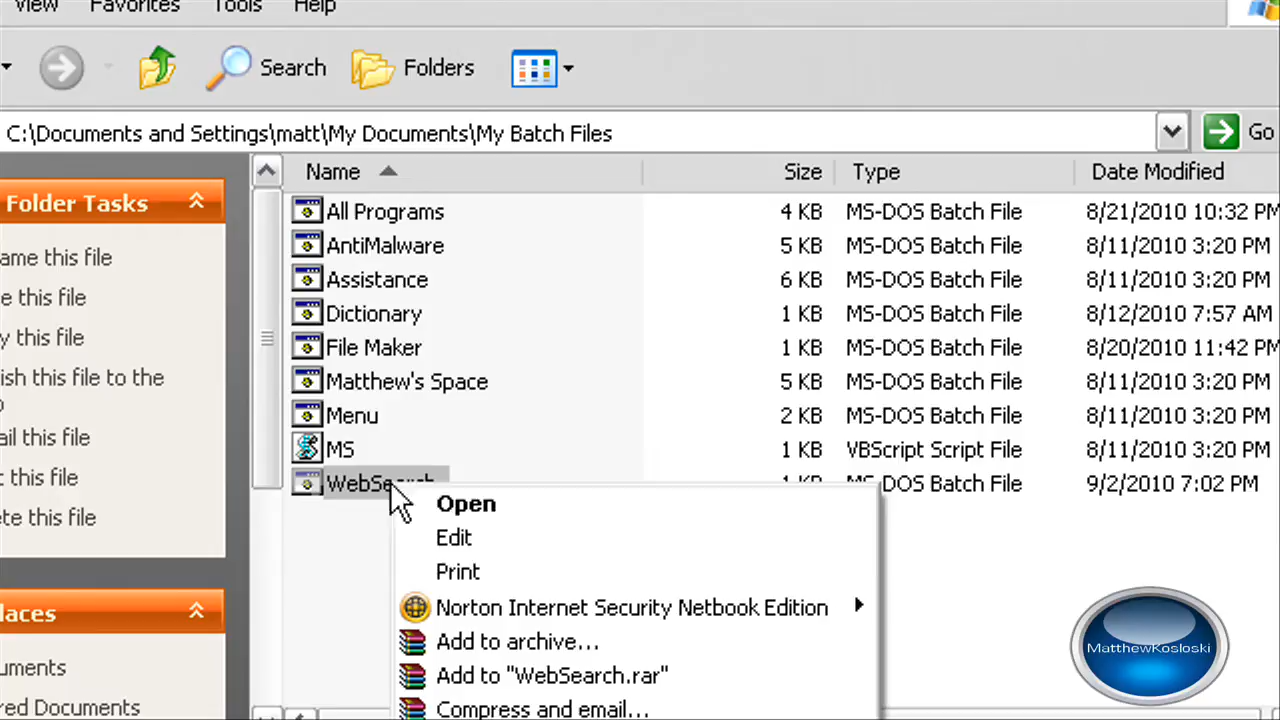 View Favorites Tools Help
Search Folders
C:\Documents and Settings\matt\My Documents\My Batch Files Go
Name Size Type Date Modified
Folder Tasks
ame this file
e this file
y this file
ish this file to the
o
ail this file
t this file
ete this file
laces
uments
red Documents
All Programs 4 KB MS-DOS Batch File 8/21/2010 10:32 PM
AntiMalware 5 KB MS-DOS Batch File 8/11/2010 3:20 PM
Assistance 6 KB MS-DOS Batch File 8/11/2010 3:20 PM
Dictionary 1 KB MS-DOS Batch File 8/12/2010 7:57 AM
File Maker 1 KB MS-DOS Batch File 8/20/2010 11:42 PM
Matthew's Space 5 KB MS-DOS Batch File 8/11/2010 3:20 PM
Menu 2 KB MS-DOS Batch File 8/11/2010 3:20 PM
MS 1 KB VBScript Script File 8/11/2010 3:20 PM
WebSearch 1 KB MS-DOS Batch File 9/2/2010 7:02 PM
Open
Edit
Print
Norton Internet Security Netbook Edition
Add to archive...
Add to "WebSearch.rar"
Compress and email...
MatthewKosloski